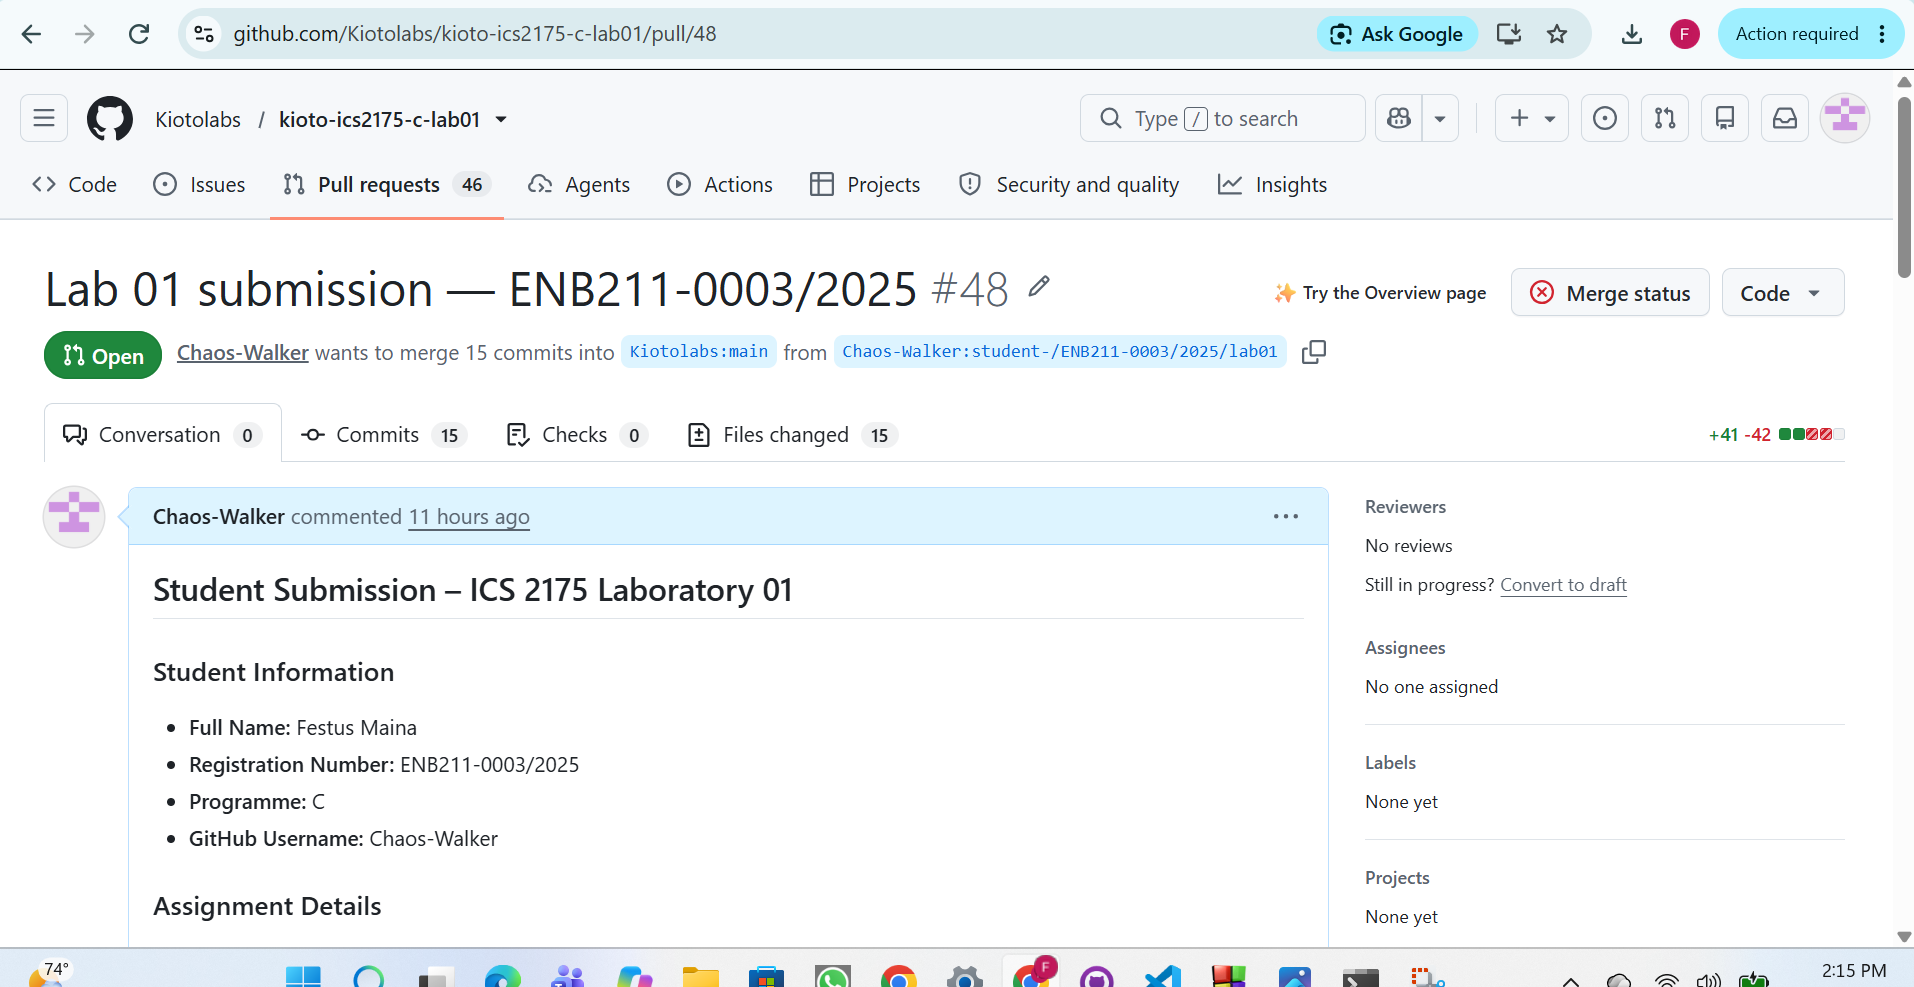 github.com/Kiotolabs/kioto-ics2175-c-lab01/pull/48
Ask Google
F
Action required
Kiotolabs / kioto-ics2175-c-lab01
Type / to search
Code
Issues
Pull requests 46
Agents
Actions
Projects
Security and quality
Insights
Lab 01 submission — ENB211-0003/2025 #48
Try the Overview page
Merge status
Code
Open
Chaos-Walker wants to merge 15 commits into Kiotolabs:main from Chaos-Walker:student-/ENB211-0003/2025/lab01
Conversation 0
Commits 15
Checks 0
Files changed 15
+41 -42
Chaos-Walker commented 11 hours ago
Student Submission – ICS 2175 Laboratory 01
Student Information
Full Name: Festus Maina
Registration Number: ENB211-0003/2025
Programme: C
GitHub Username: Chaos-Walker
Assignment Details
Reviewers
No reviews
Still in progress? Convert to draft
Assignees
No one assigned
Labels
None yet
Projects
None yet
74°
F
2:15 PM